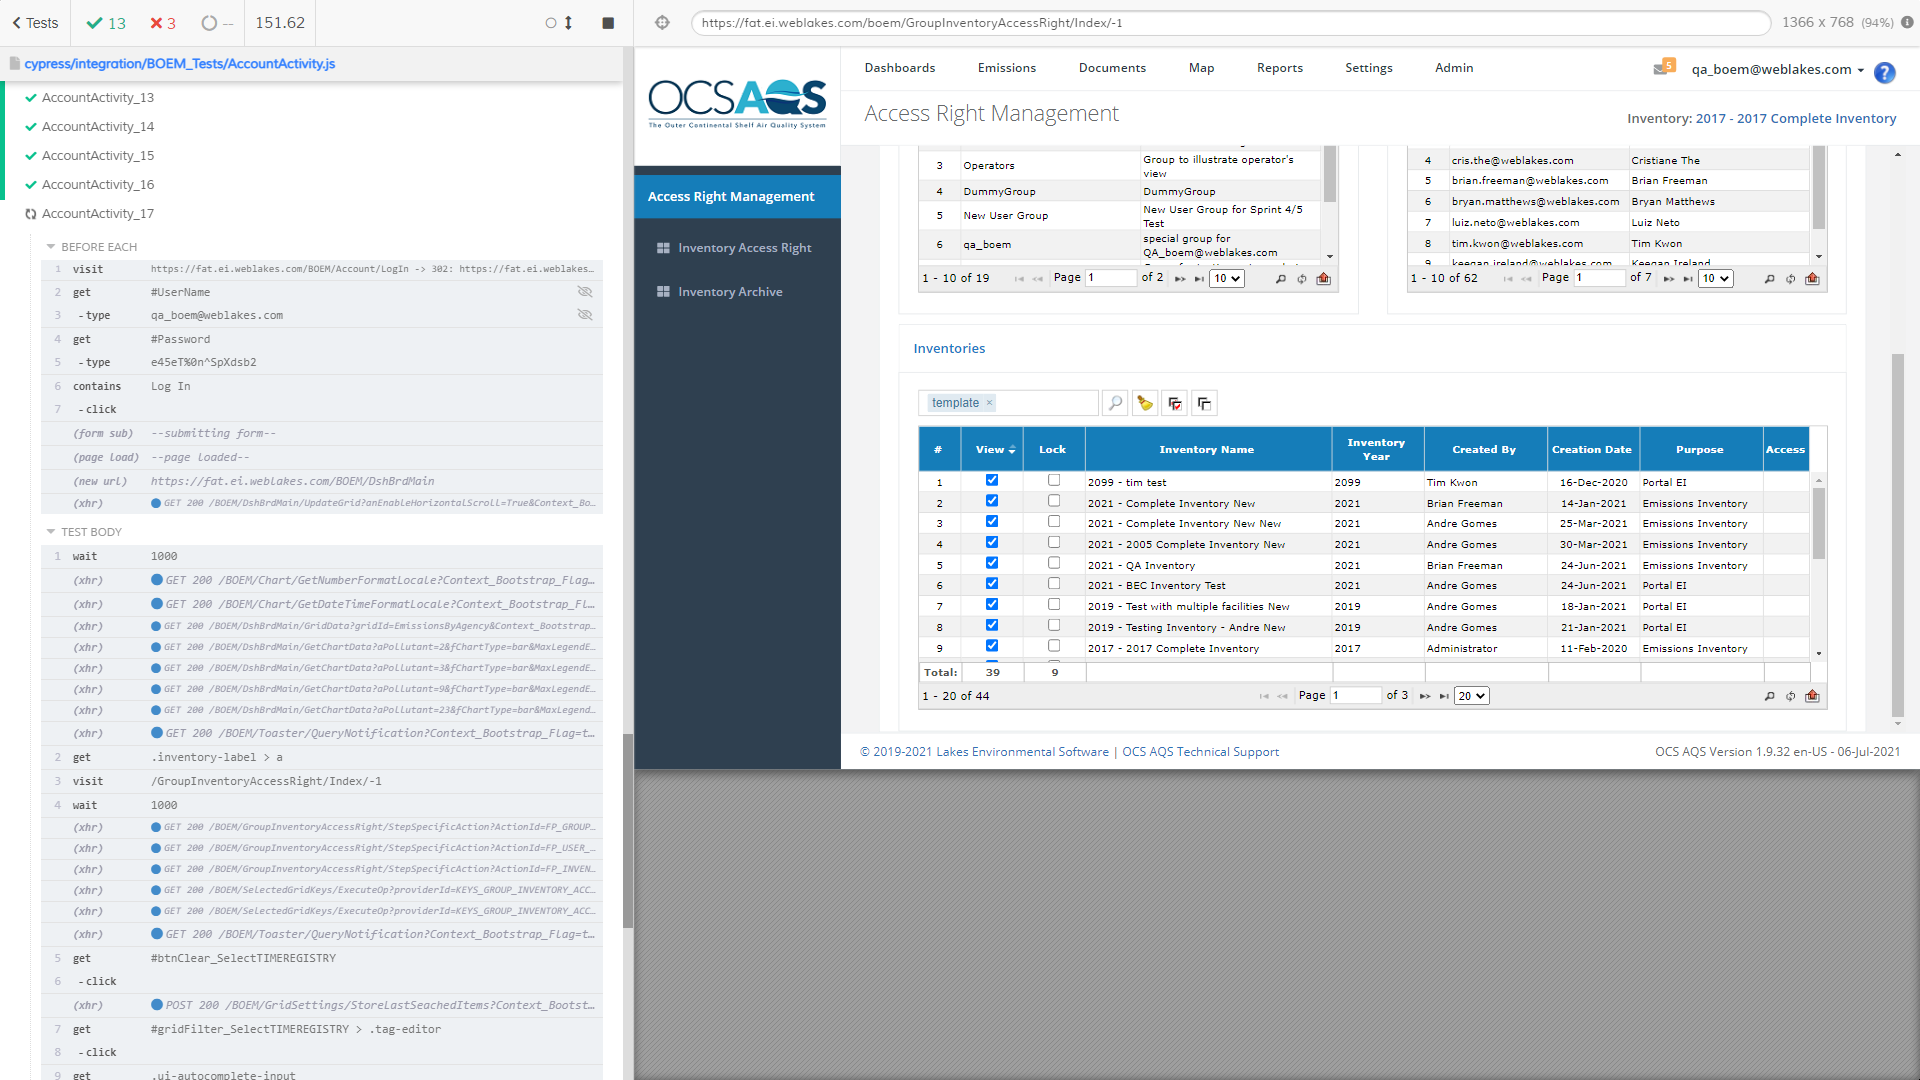 Tests
13
3
--
151.62
https://fat.ei.weblakes.com/boem/GroupInventoryAccessRight/Index/-1
1366 x 768 (94%)
cypress/integration/BOEM_Tests/AccountActivity.js
AccountActivity_13
AccountActivity_14
AccountActivity_15
AccountActivity_16
AccountActivity_17
BEFORE EACH
1 visit https://fat.ei.weblakes.com/BOEM/Account/LogIn -> 302: https://fat.ei.weblakes...
2 get #UserName
3 -type qa_boem@weblakes.com
4 get #Password
5 -type e45eT%0n^SpXdsb2
6 contains Log In
7 -click
(form sub) --submitting form--
(page load) --page loaded--
(new url) https://fat.ei.weblakes.com/BOEM/DshBrdMain
(xhr) GET 200 /BOEM/DshBrdMain/UpdateGrid?anEnableHorizontalScroll=True&Context_Bo...
TEST BODY
1 wait 1000
(xhr) GET 200 /BOEM/Chart/GetNumberFormatLocale?Context_Bootstrap_Flag...
(xhr) GET 200 /BOEM/Chart/GetDateTimeFormatLocale?Context_Bootstrap_Fl...
(xhr) GET 200 /BOEM/DshBrdMain/GridData?gridId=EmissionsByAgency&Context_Bootstrap...
(xhr) GET 200 /BOEM/DshBrdMain/GetChartData?aPollutant=2&fChartType=bar&MaxLegendE...
(xhr) GET 200 /BOEM/DshBrdMain/GetChartData?aPollutant=3&fChartType=bar&MaxLegendE...
(xhr) GET 200 /BOEM/DshBrdMain/GetChartData?aPollutant=9&fChartType=bar&MaxLegendE...
(xhr) GET 200 /BOEM/DshBrdMain/GetChartData?aPollutant=23&fChartType=bar&MaxLegend...
(xhr) GET 200 /BOEM/Toaster/QueryNotification?Context_Bootstrap_Flag=t...
2 get .inventory-label > a
3 visit /GroupInventoryAccessRight/Index/-1
4 wait 1000
(xhr) GET 200 /BOEM/GroupInventoryAccessRight/StepSpecificAction?ActionId=FP_GROUP...
(xhr) GET 200 /BOEM/GroupInventoryAccessRight/StepSpecificAction?ActionId=FP_USER_...
(xhr) GET 200 /BOEM/GroupInventoryAccessRight/StepSpecificAction?ActionId=FP_INVEN...
(xhr) GET 200 /BOEM/SelectedGridKeys/ExecuteOp?providerId=KEYS_GROUP_INVENTORY_ACC...
(xhr) GET 200 /BOEM/SelectedGridKeys/ExecuteOp?providerId=KEYS_GROUP_INVENTORY_ACC...
(xhr) GET 200 /BOEM/Toaster/QueryNotification?Context_Bootstrap_Flag=t...
5 get #btnClear_SelectTIMEREGISTRY
6 -click
(xhr) POST 200 /BOEM/GridSettings/StoreLastSeachedItems?Context_Bootst...
7 get #gridFilter_SelectTIMEREGISTRY > .tag-editor
8 -click
9 get .ui-autocomplete-input
OCSAQS
The Outer Continental Shelf Air Quality System
Dashboards Emissions Documents Map Reports Settings Admin
5 qa_boem@weblakes.com ?
Access Right Management
Inventory: 2017 - 2017 Complete Inventory
Access Right Management
Inventory Access Right
Inventory Archive
3 Operators Group to illustrate operator's view
4 DummyGroup DummyGroup
5 New User Group New User Group for Sprint 4/5 Test
6 qa_boem special group for QA_boem@weblakes.com
1 - 10 of 19 Page 1 of 2 10
4 cris.the@weblakes.com Cristiane The
5 brian.freeman@weblakes.com Brian Freeman
6 bryan.matthews@weblakes.com Bryan Matthews
7 luiz.neto@weblakes.com Luiz Neto
8 tim.kwon@weblakes.com Tim Kwon
9 keegan.ireland@weblakes.com Keegan Ireland
1 - 10 of 62 Page 1 of 7 10
Inventories
template ×
# View Lock Inventory Name Inventory Year Created By Creation Date Purpose Access
1 2099 - tim test 2099 Tim Kwon 16-Dec-2020 Portal EI
2 2021 - Complete Inventory New 2021 Brian Freeman 14-Jan-2021 Emissions Inventory
3 2021 - Complete Inventory New New 2021 Andre Gomes 25-Mar-2021 Emissions Inventory
4 2021 - 2005 Complete Inventory New 2021 Andre Gomes 30-Mar-2021 Emissions Inventory
5 2021 - QA Inventory 2021 Brian Freeman 24-Jun-2021 Emissions Inventory
6 2021 - BEC Inventory Test 2021 Andre Gomes 24-Jun-2021 Portal EI
7 2019 - Test with multiple facilities New 2019 Andre Gomes 18-Jan-2021 Portal EI
8 2019 - Testing Inventory - Andre New 2019 Andre Gomes 21-Jan-2021 Portal EI
9 2017 - 2017 Complete Inventory 2017 Administrator 11-Feb-2020 Emissions Inventory
Total: 39 9
1 - 20 of 44 Page 1 of 3 20
© 2019-2021 Lakes Environmental Software | OCS AQS Technical Support
OCS AQS Version 1.9.32 en-US - 06-Jul-2021